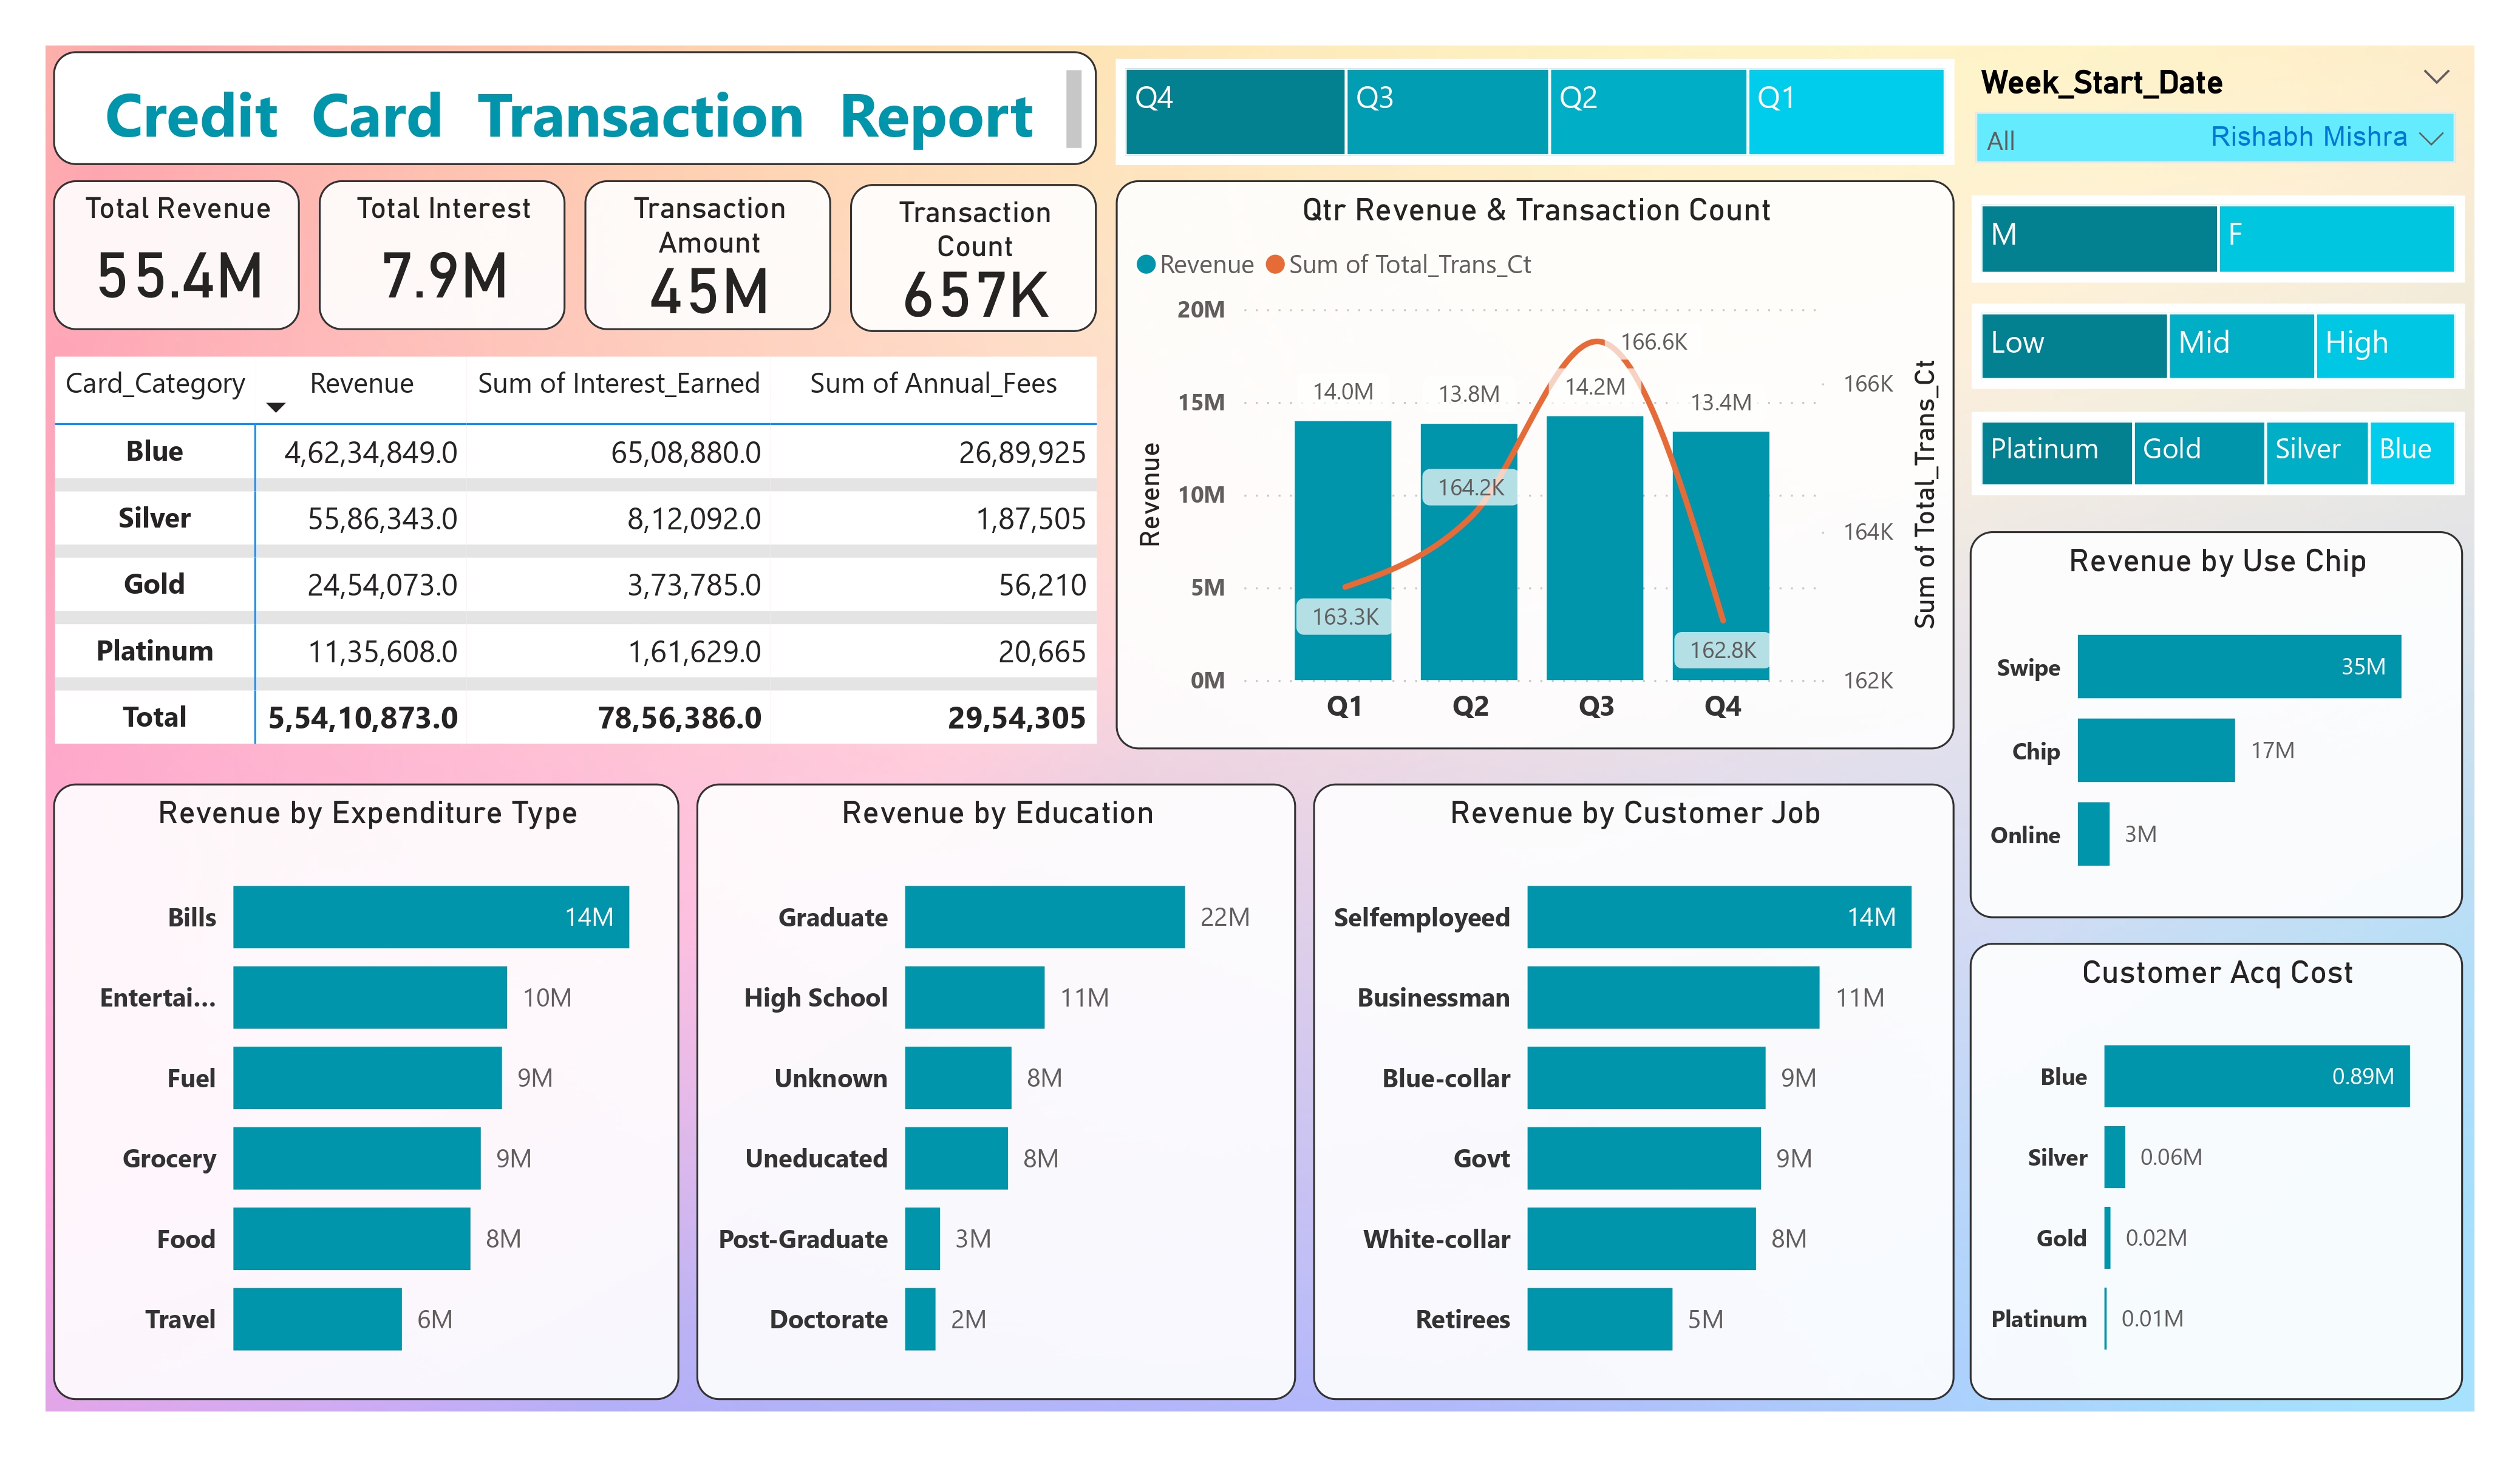 Credit Card Transaction Report
Q4 Q3 Q2 Q1
Week_Start_Date
All Rishabh Mishra
Total Revenue
55.4M
Total Interest
7.9M
Transaction
Amount
45M
Transaction
Count
657K
M F
Low Mid High
Platinum Gold Silver Blue
Card_Category Revenue Sum of Interest_Earned Sum of Annual_Fees
Blue 4,62,34,849.0 65,08,880.0 26,89,925
Silver 55,86,343.0 8,12,092.0 1,87,505
Gold 24,54,073.0 3,73,785.0 56,210
Platinum 11,35,608.0 1,61,629.0 20,665
Total 5,54,10,873.0 78,56,386.0 29,54,305
Qtr Revenue & Transaction Count
Revenue Sum of Total_Trans_Ct
Revenue
20M
15M
10M
5M
0M
14.0M 13.8M 14.2M 13.4M
163.3K 164.2K 166.6K 162.8K
166K
164K
162K
Sum of Total_Trans_Ct
Q1 Q2 Q3 Q4
Revenue by Use Chip
Swipe 35M
Chip 17M
Online 3M
Revenue by Expenditure Type
Bills 14M
Entertai... 10M
Fuel 9M
Grocery 9M
Food 8M
Travel 6M
Revenue by Education
Graduate 22M
High School 11M
Unknown 8M
Uneducated 8M
Post-Graduate 3M
Doctorate 2M
Revenue by Customer Job
Selfemployeed 14M
Businessman 11M
Blue-collar 9M
Govt 9M
White-collar 8M
Retirees 5M
Customer Acq Cost
Blue 0.89M
Silver 0.06M
Gold 0.02M
Platinum 0.01M